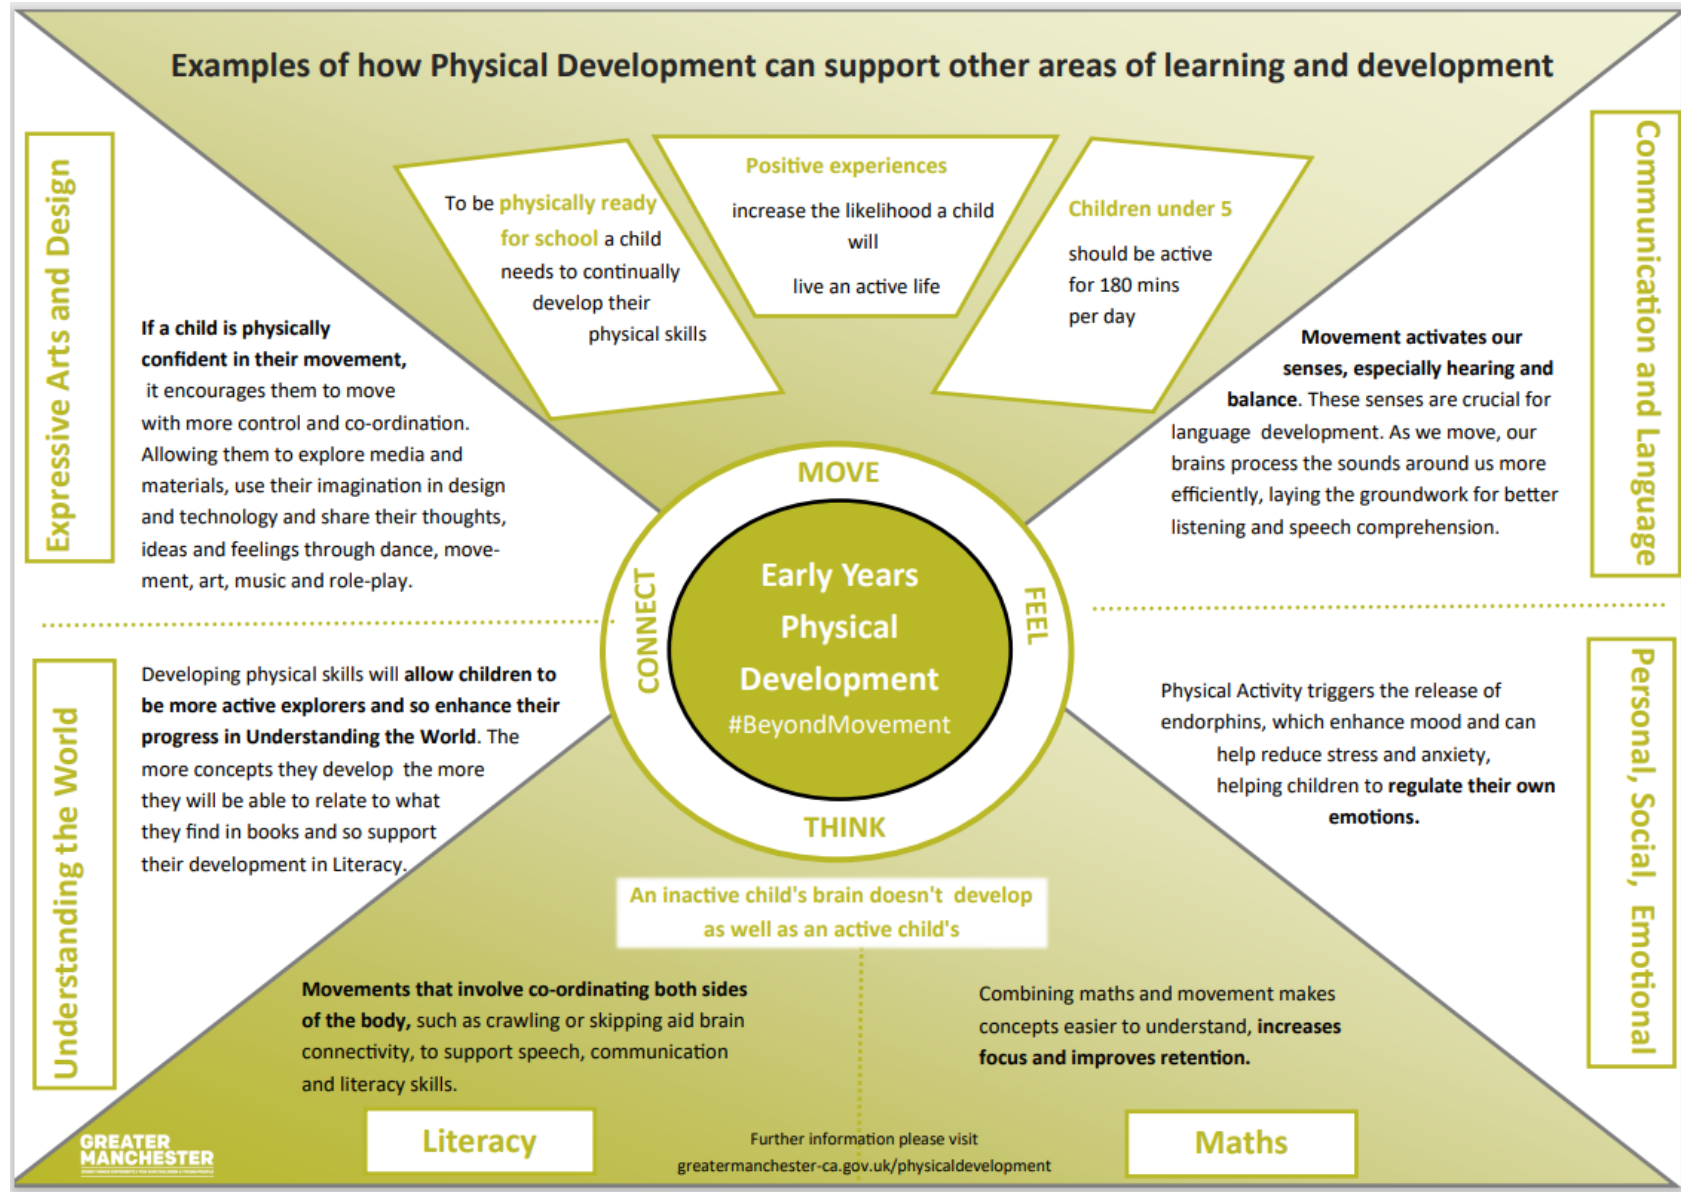 Examples of how Physical Development can support other areas of learning and development
To be physically ready
for school a child
needs to continually
develop their
physical skills
Positive experiences
increase the likelihood a child
will
live an active life
Children under 5
should be active
for 180 mins
per day
Expressive Arts and Design
If a child is physically
confident in their movement,
it encourages them to move
with more control and co-ordination.
Allowing them to explore media and
materials, use their imagination in design
and technology and share their thoughts,
ideas and feelings through dance, move-
ment, art, music and role-play.
Communication and Language
Movement activates our
senses, especially hearing and
balance. These senses are crucial for
language development. As we move, our
brains process the sounds around us more
efficiently, laying the groundwork for better
listening and speech comprehension.
MOVE
CONNECT
FEEL
THINK
Early Years
Physical
Development
#BeyondMovement
Understanding the World
Developing physical skills will allow children to
be more active explorers and so enhance their
progress in Understanding the World. The
more concepts they develop the more
they will be able to relate to what
they find in books and so support
their development in Literacy.
Personal, Social, Emotional
Physical Activity triggers the release of
endorphins, which enhance mood and can
help reduce stress and anxiety,
helping children to regulate their own
emotions.
An inactive child's brain doesn't develop
as well as an active child's
Movements that involve co-ordinating both sides
of the body, such as crawling or skipping aid brain
connectivity, to support speech, communication
and literacy skills.
Literacy
Combining maths and movement makes
concepts easier to understand, increases
focus and improves retention.
Maths
Further information please visit
greatermanchester-ca.gov.uk/physicaldevelopment
GREATER
MANCHESTER